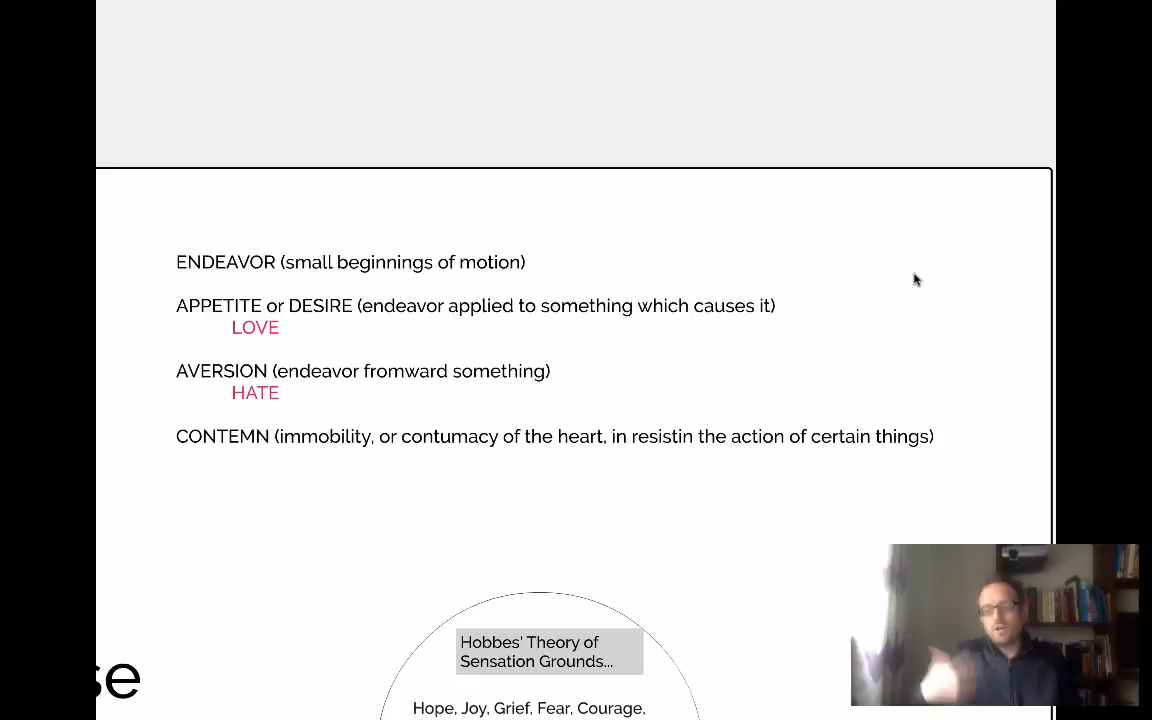 ENDEAVOR (small beginnings of motion)
APPETITE or DESIRE (endeavor applied to something which causes it)
LOVE
AVERSION (endeavor fromward something)
HATE
CONTEMN (immobility, or contumacy of the heart, in resistin the action of certain things)
Hobbes' Theory of
Sensation Grounds...
se
Hope, Joy, Grief, Fear, Courage,